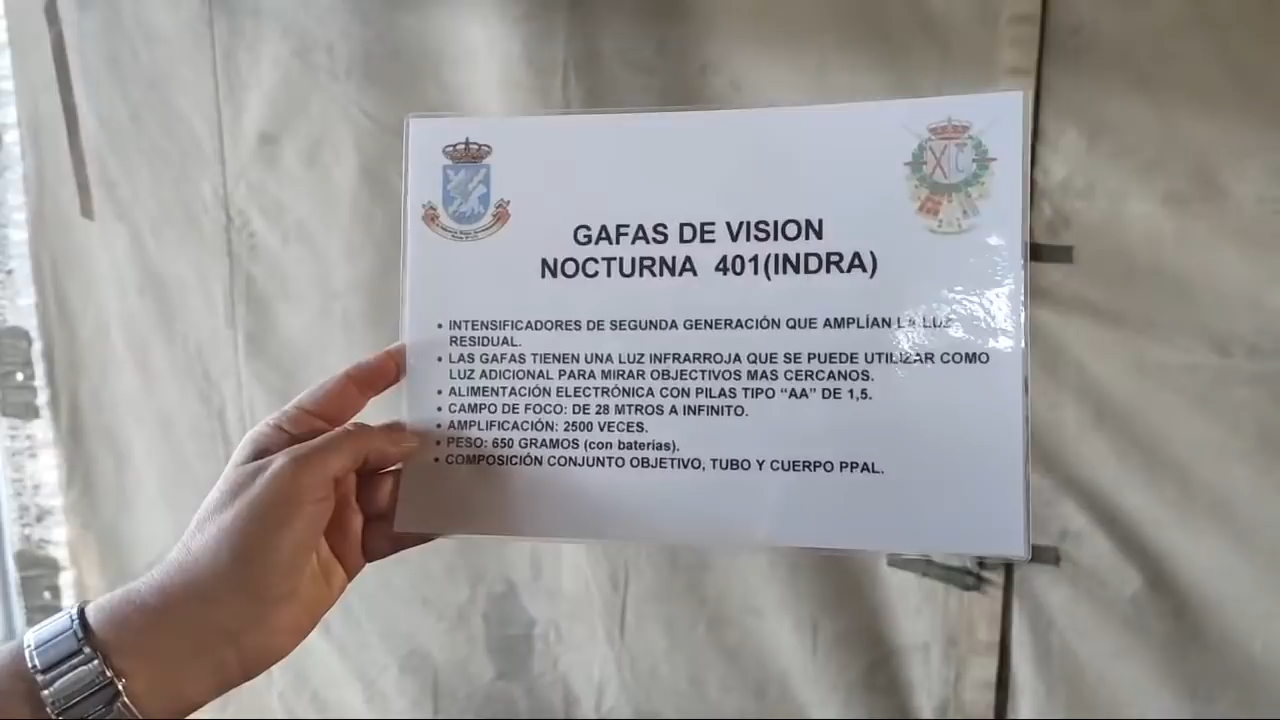 GAFAS DE VISION
NOCTURNA 401(INDRA)
• INTENSIFICADORES DE SEGUNDA GENERACIÓN QUE AMPLÍAN LA LUZ
RESIDUAL.
• LAS GAFAS TIENEN UNA LUZ INFRARROJA QUE SE PUEDE UTILIZAR COMO
LUZ ADICIONAL PARA MIRAR OBJECTIVOS MAS CERCANOS.
• ALIMENTACIÓN ELECTRÓNICA CON PILAS TIPO “AA” DE 1,5.
• CAMPO DE FOCO: DE 28 MTROS A INFINITO.
• AMPLIFICACIÓN: 2500 VECES.
• PESO: 650 GRAMOS (con baterías).
• COMPOSICIÓN CONJUNTO OBJETIVO, TUBO Y CUERPO PPAL.